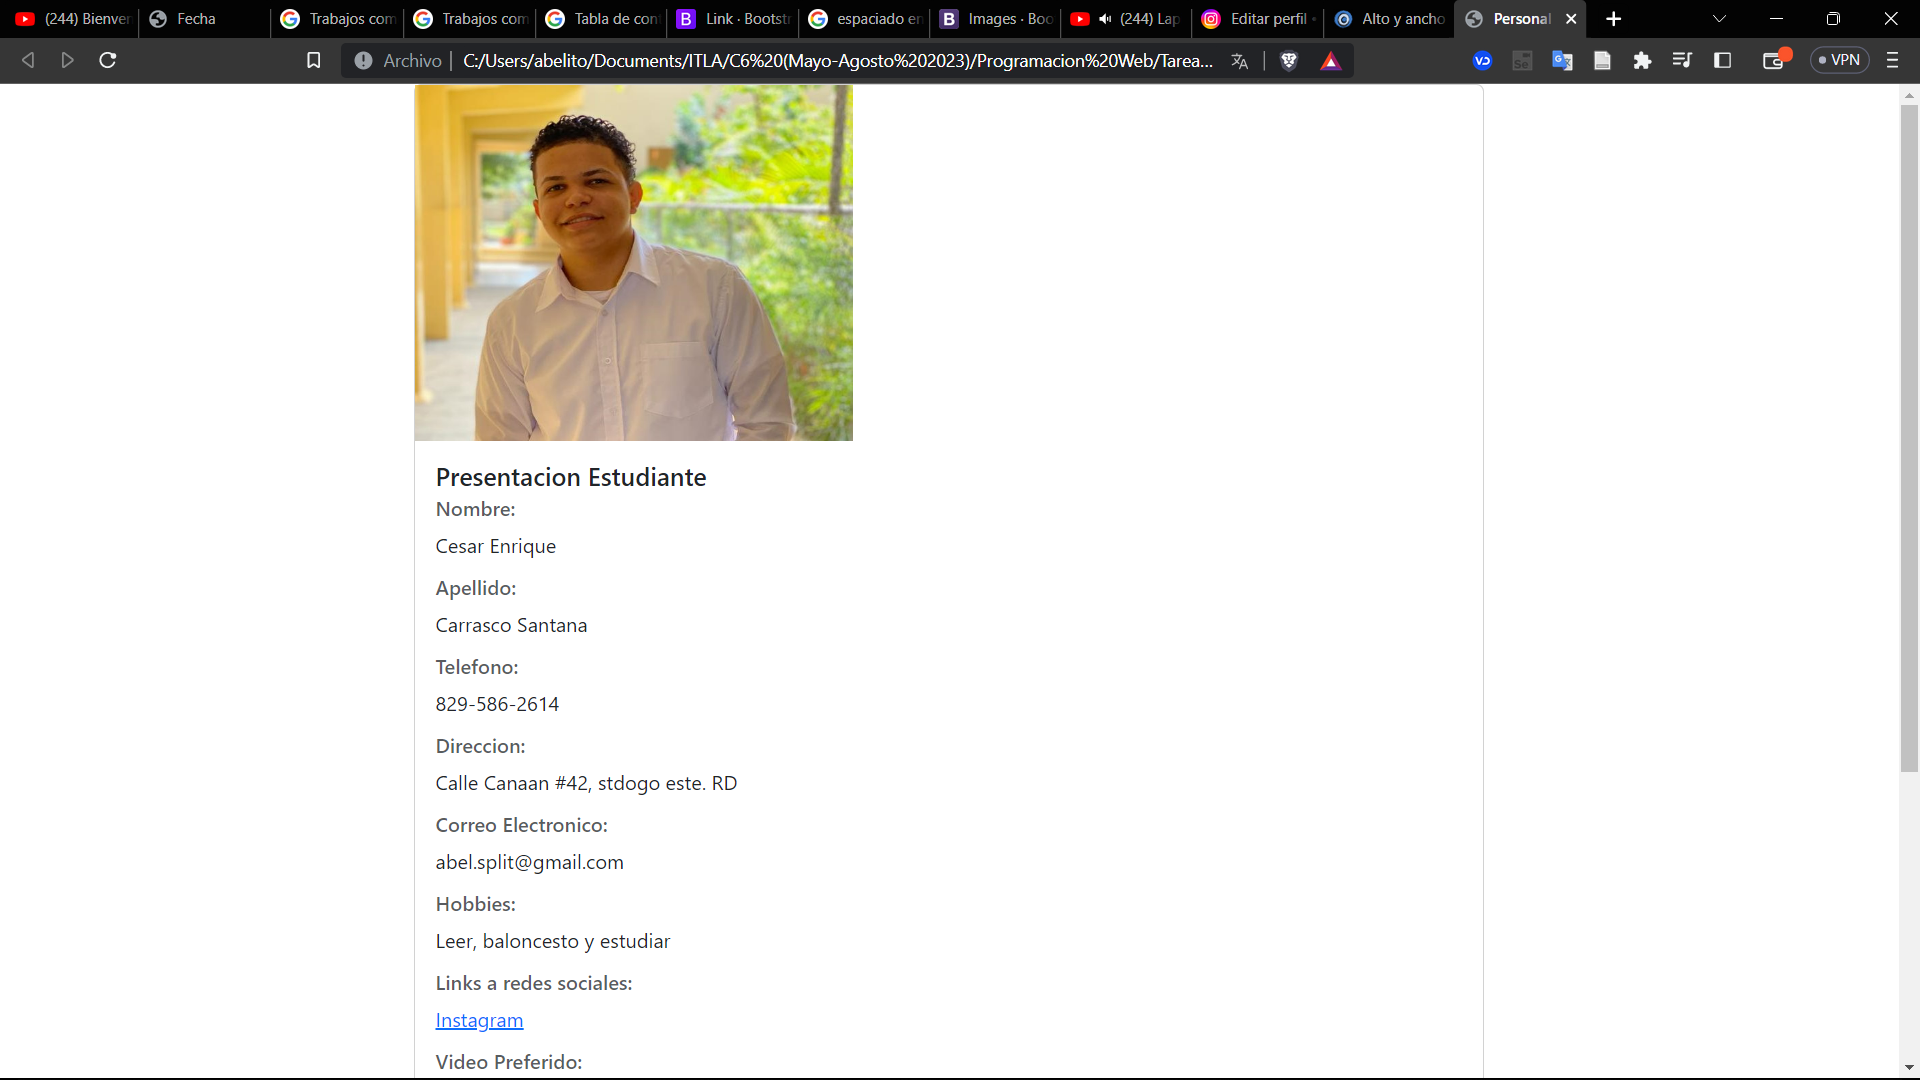 (244) Bienver
Fecha
Trabajos com
Trabajos com
Tabla de cont
Link · Bootstr
espaciado en
Images · Boo
(244) Lap
Editar perfil
Alto y ancho
Personal
Archivo
C:/Users/abelito/Documents/ITLA/C6%20(Mayo-Agosto%202023)/Programacion%20Web/Tarea...
VPN
Presentacion Estudiante
Nombre:
Cesar Enrique
Apellido:
Carrasco Santana
Telefono:
829-586-2614
Direccion:
Calle Canaan #42, stdogo este. RD
Correo Electronico:
abel.split@gmail.com
Hobbies:
Leer, baloncesto y estudiar
Links a redes sociales:
Instagram
Video Preferido: